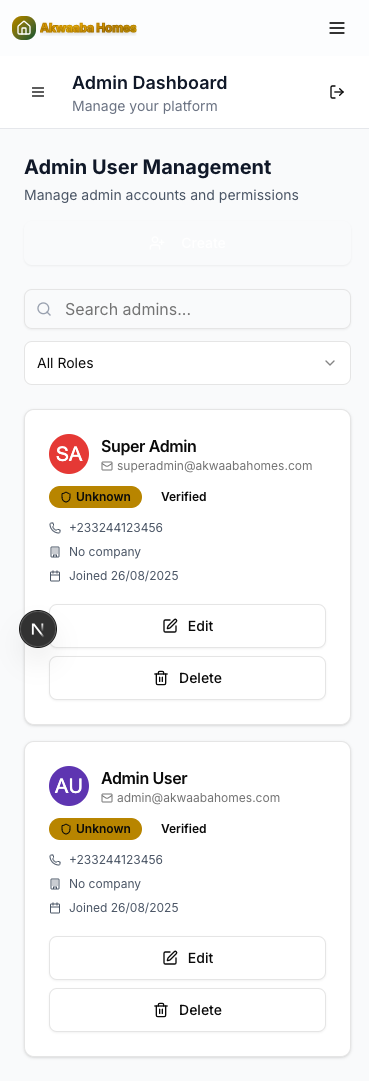 Akwaaba Homes
Admin Dashboard
Manage your platform
Admin User Management
Manage admin accounts and permissions
Create
Search admins...
All Roles
SA
Super Admin
superadmin@akwaabahomes.com
Unknown
Verified
+233244123456
No company
Joined 26/08/2025
N
Edit
Delete
AU
Admin User
admin@akwaabahomes.com
Unknown
Verified
+233244123456
No company
Joined 26/08/2025
Edit
Delete